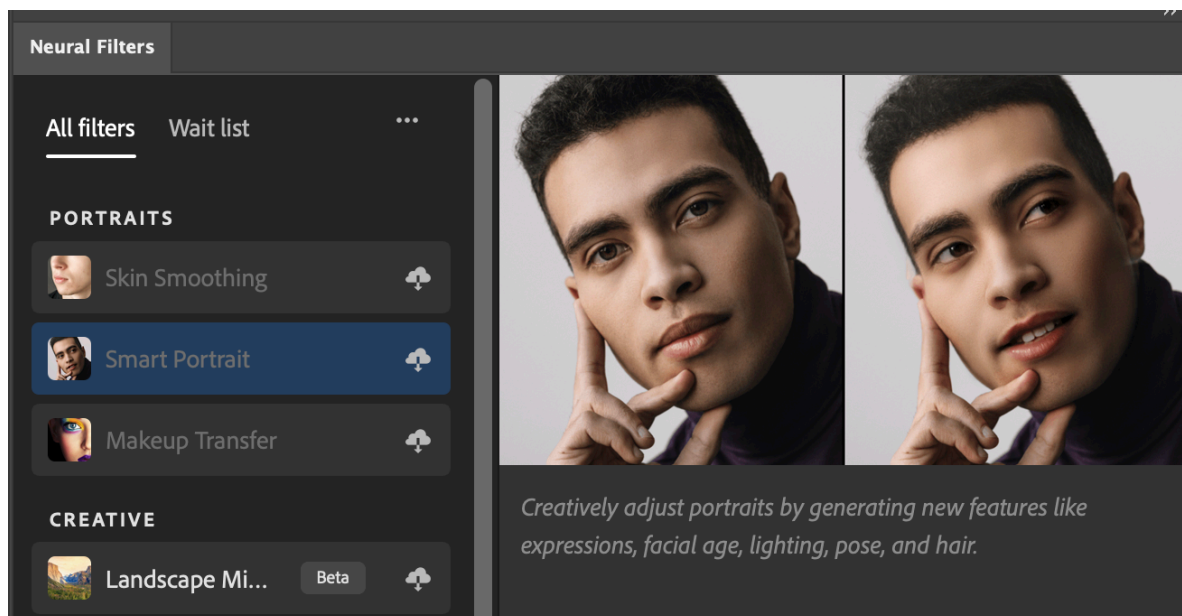 Neural Filters
All filters
Wait list
PORTRAITS
Skin Smoothing
Smart Portrait
Makeup Transfer
CREATIVE
Landscape Mi...
Beta
Creatively adjust portraits by generating new features like
expressions, facial age, lighting, pose, and hair.